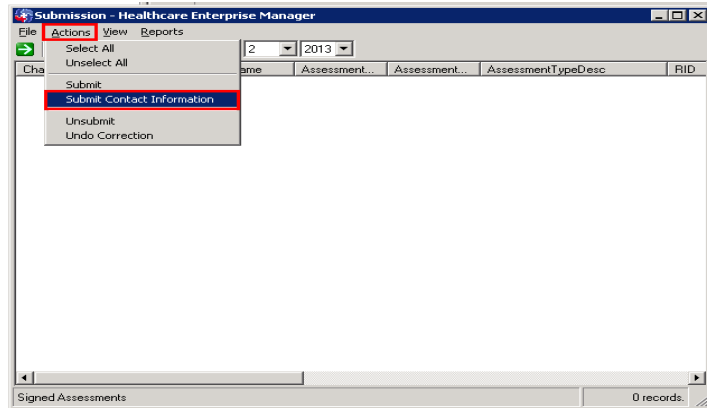 Submission - Healthcare Enterprise Manager
File Actions View Reports
Select All
Unselect All
Submit
Submit Contact Information
Unsubmit
Undo Correction
2 2013
Cha ame Assessment... Assessment... AssessmentTypeDesc RID
Signed Assessments 0 records.